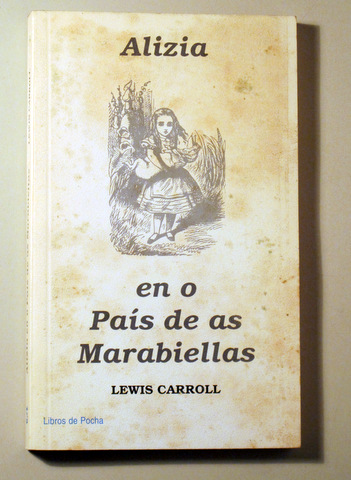 Alizia
en o
País de as
Marabiellas
LEWIS CARROLL
Libros de Pocha